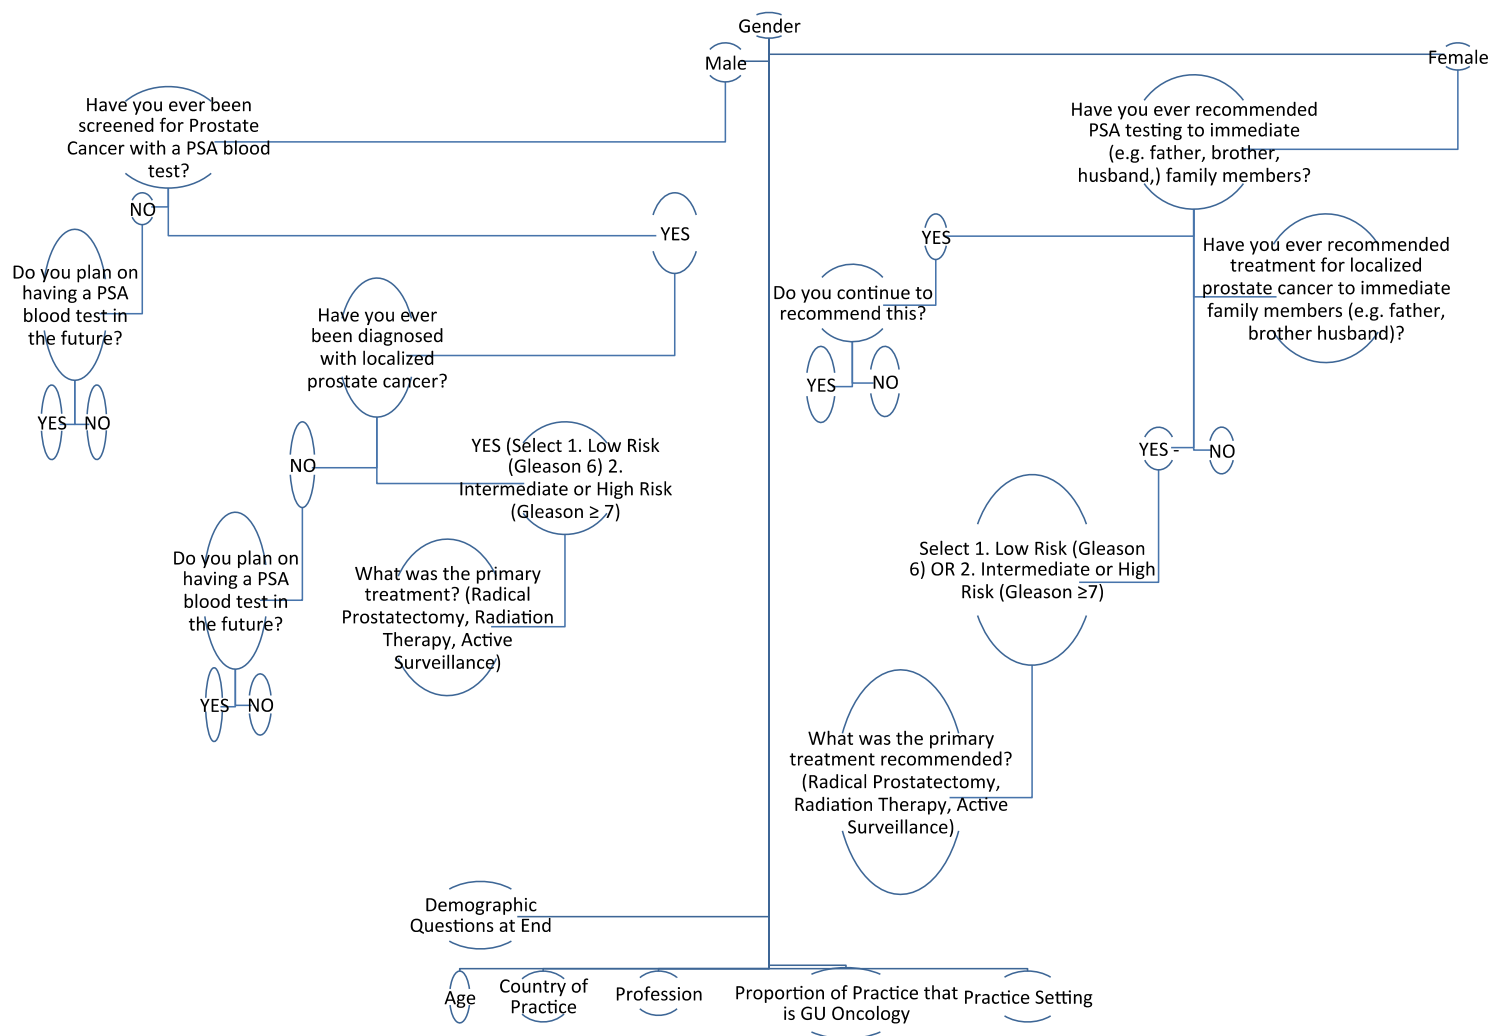 Gender
Male
Female
Have you ever been
screened for Prostate
Cancer with a PSA blood
test?
NO
YES
Do you plan on
having a PSA
blood test in
the future?
YES
NO
Have you ever
been diagnosed
with localized
prostate cancer?
NO
YES (Select 1. Low Risk
(Gleason 6) 2.
Intermediate or High Risk
(Gleason ≥ 7)
Do you plan on
having a PSA
blood test in
the future?
YES
NO
What was the primary
treatment? (Radical
Prostatectomy, Radiation
Therapy, Active
Surveillance)
Have you ever recommended
PSA testing to immediate
(e.g. father, brother,
husband,) family members?
YES
Do you continue to
recommend this?
YES
NO
Have you ever recommended
treatment for localized
prostate cancer to immediate
family members (e.g. father,
brother husband)?
YES -
NO
Select 1. Low Risk (Gleason
6) OR 2. Intermediate or High
Risk (Gleason ≥7)
What was the primary
treatment recommended?
(Radical Prostatectomy,
Radiation Therapy, Active
Surveillance)
Demographic
Questions at End
Age
Country of
Practice
Profession
Proportion of Practice that
is GU Oncology
Practice Setting